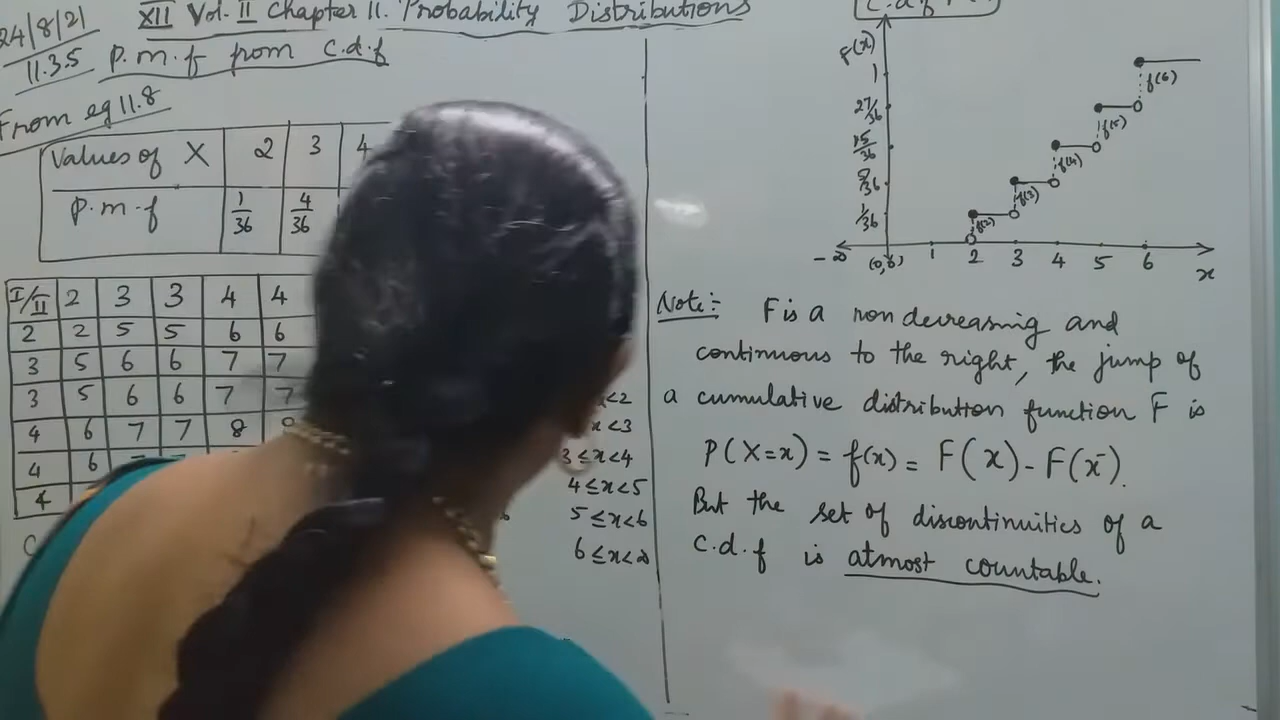 24/8/21
XII Vol. II Chapter 11. Probability Distributions
11.3.5 P.m.f from C.d.f
From eg 11.8
Values of X 2 3 4
P.m.f 1/36 4/36
I/II 2 3 3 4 4
2 2 5 5 6 6
3 5 6 6 7 7
3 5 6 6 7 7
4 6 7 7 8
4 6
4
x<2
x<3
3≤x<4
4≤x<5
5≤x<6
6≤x<∞
F(x)
1
27/36
15/36
1/36
f(2) f(3) f(4) f(5) f(6)
-∞ (0,0) 1 2 3 4 5 6 x
Note:- F is a non decreasing and
continuous to the right, the jump of
a cumulative distribution function F is
P(X=x) = f(x) = F(x) - F(x⁻).
But the set of discontinuities of a
C.d.f is atmost countable.